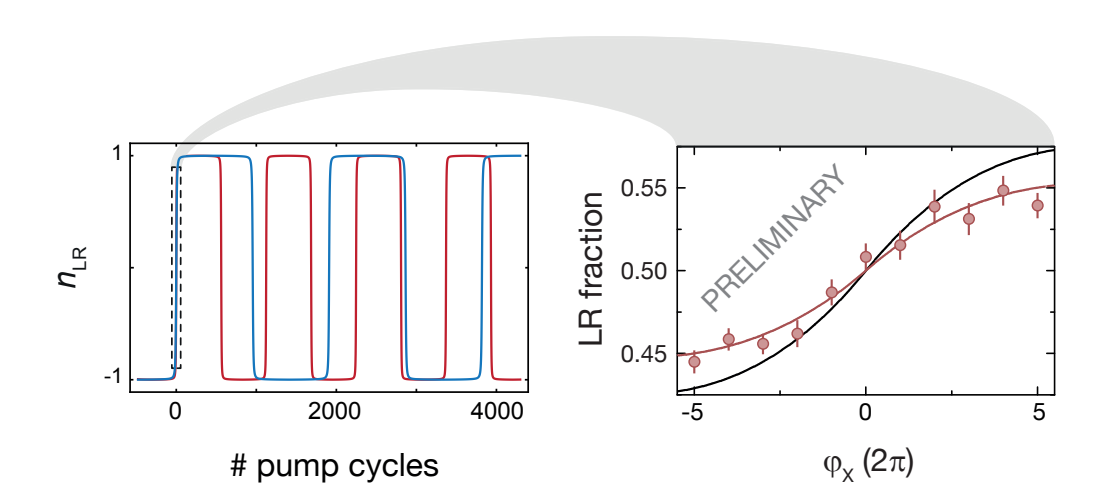 1
-1
n_LR
0
2000
4000
# pump cycles
PRELIMINARY
0.55
0.50
0.45
LR fraction
-5
0
5
φ_x (2π)